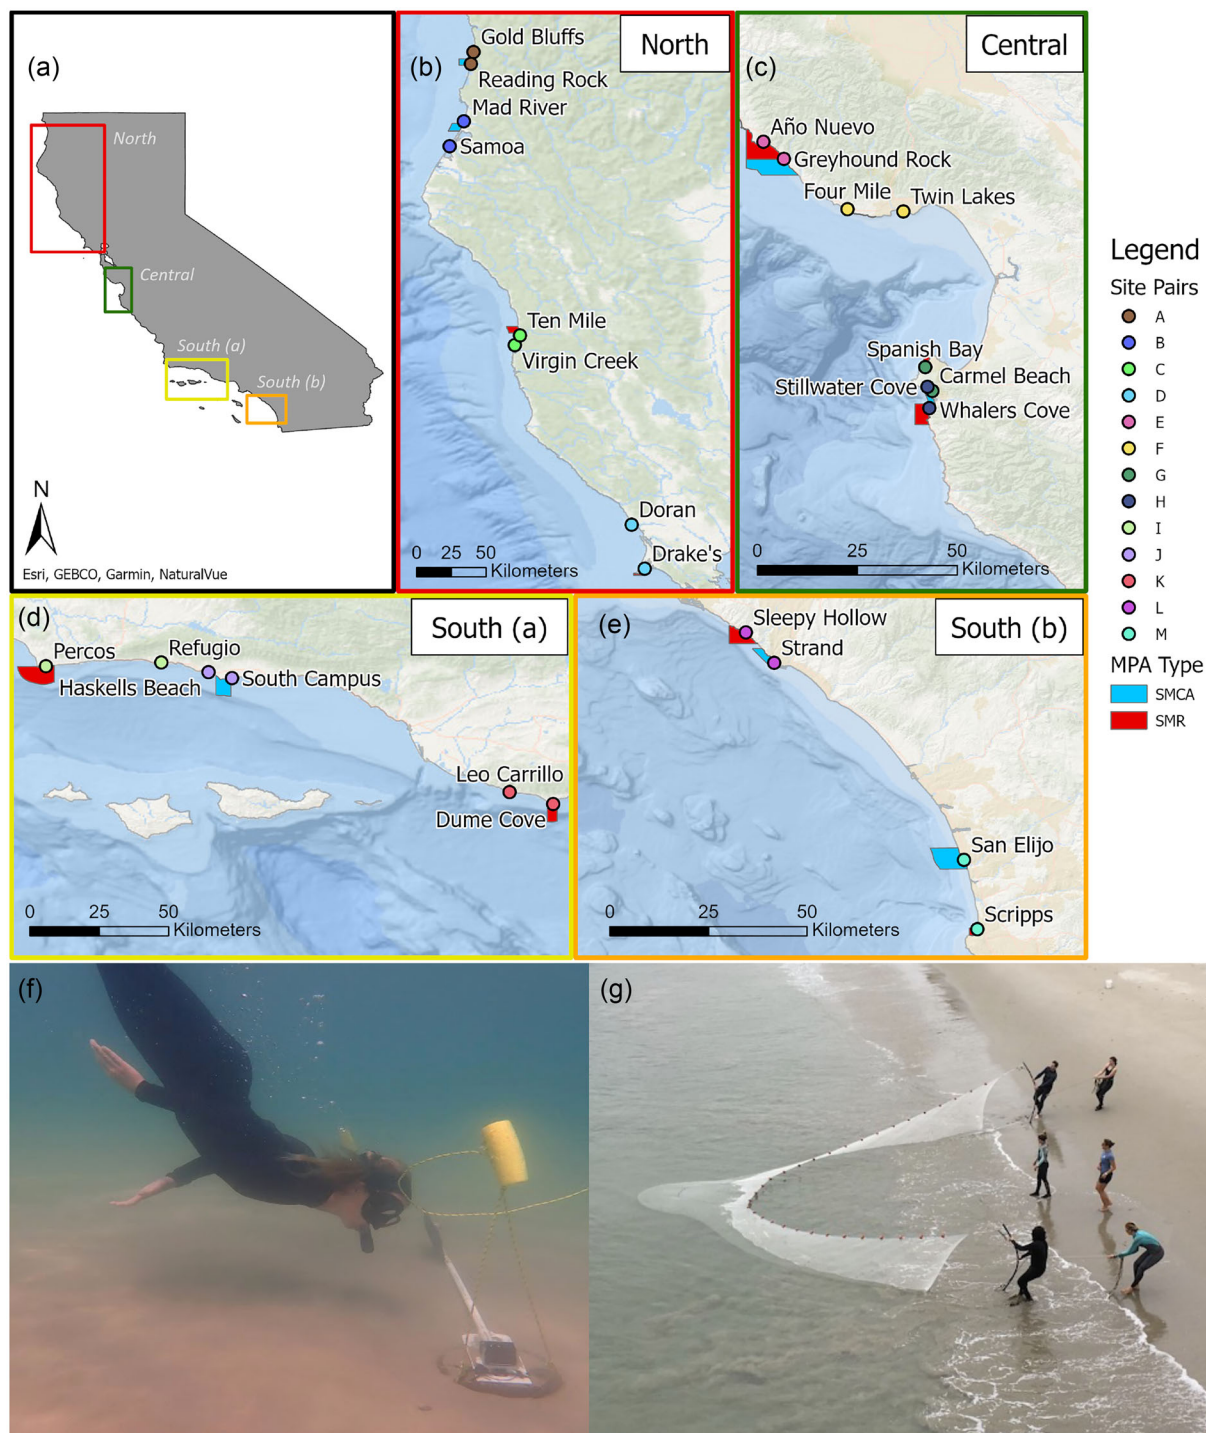 (a)
North
Central
South (a)
South (b)
N
Esri, GEBCO, Garmin, NaturalVue
(b)
North
Gold Bluffs
Reading Rock
Mad River
Samoa
Ten Mile
Virgin Creek
Doran
Drake's
0 25 50
Kilometers
(c)
Central
Año Nuevo
Greyhound Rock
Four Mile
Twin Lakes
Spanish Bay
Stillwater Cove
Carmel Beach
Whalers Cove
0 50
Kilometers
Legend
Site Pairs
A
B
C
D
E
F
G
H
I
J
K
L
M
MPA Type
SMCA
SMR
(d)
South (a)
Percos
Refugio
Haskells Beach
South Campus
Leo Carrillo
Dume Cove
0 25 50
Kilometers
(e)
South (b)
Sleepy Hollow
Strand
San Elijo
Scripps
0 25 50
Kilometers
(f)
(g)